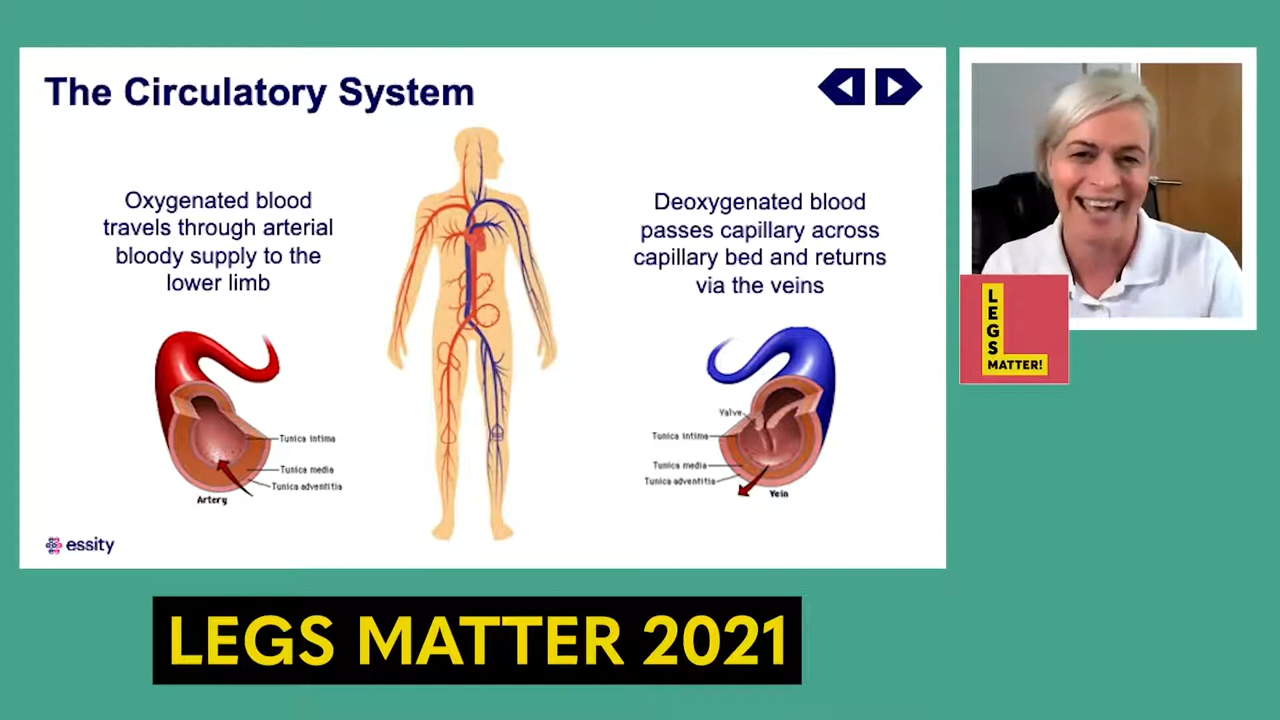 The Circulatory System
Oxygenated blood
travels through arterial
bloody supply to the
lower limb
Deoxygenated blood
passes capillary across
capillary bed and returns
via the veins
Tunica intima
Tunica media
Tunica adventitia
Artery
Valve
Tunica intima
Tunica media
Tunica adventitia
Vein
essity
LEGS
MATTER!
LEGS MATTER 2021